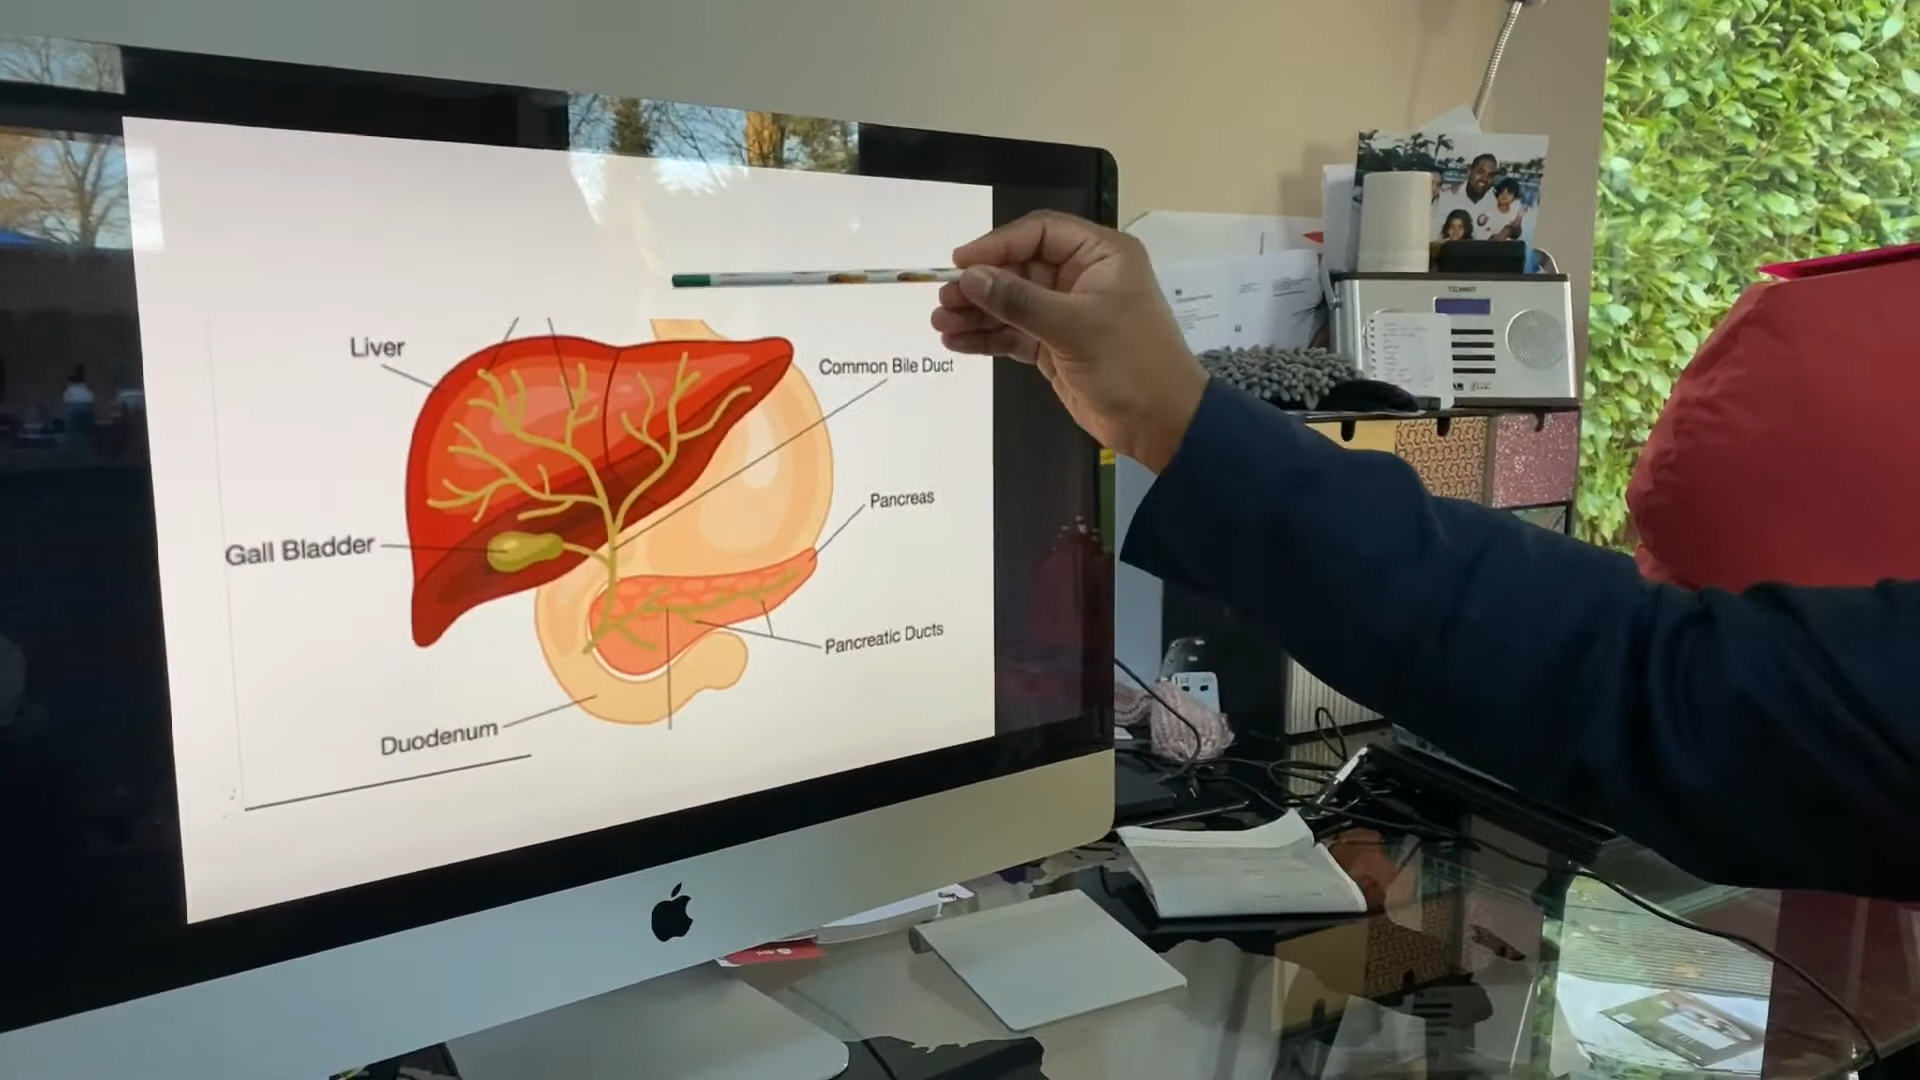 Liver
Common Bile Duct
Pancreas
Gall Bladder
Pancreatic Ducts
Duodenum